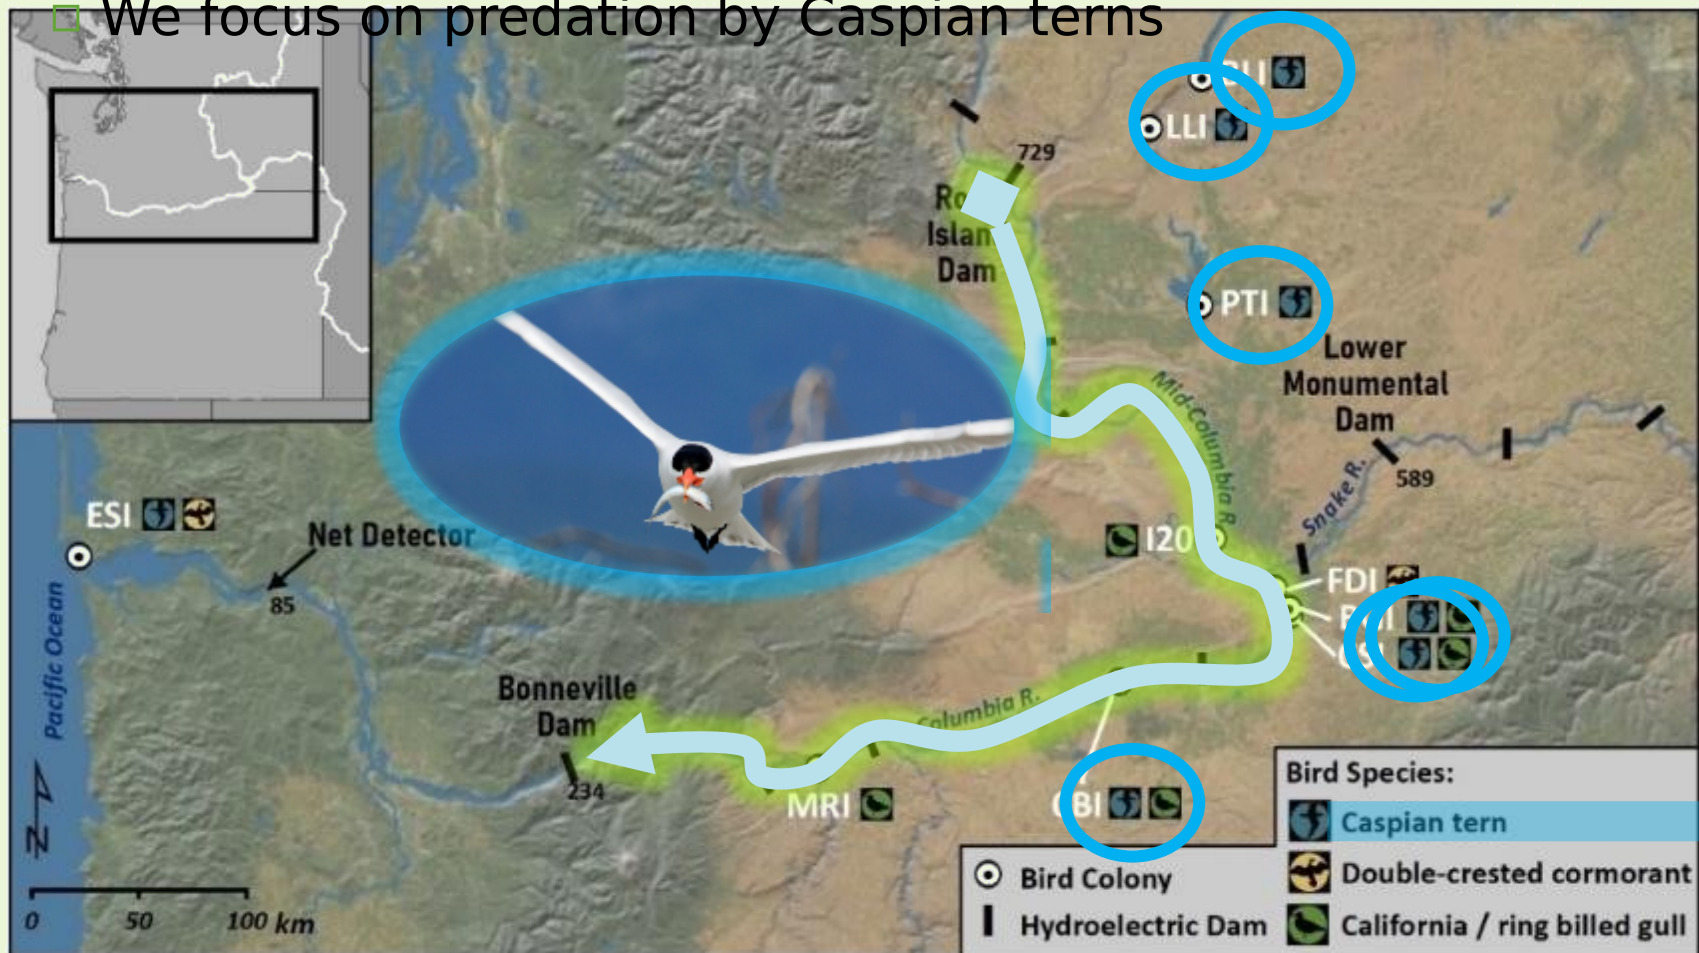 We focus on predation by Caspian terns
LLI
729
Dam
PTI
Lower
Monumental
Dam
589
Mid-Columbia R.
Snake R.
ESI
Net Detector
85
Pacific Ocean
I20
FDI
Bonneville
Dam
234
Columbia R.
MRI
N
0 50 100 km
Bird Species:
Caspian tern
Double-crested cormorant
California / ring billed gull
Bird Colony
Hydroelectric Dam